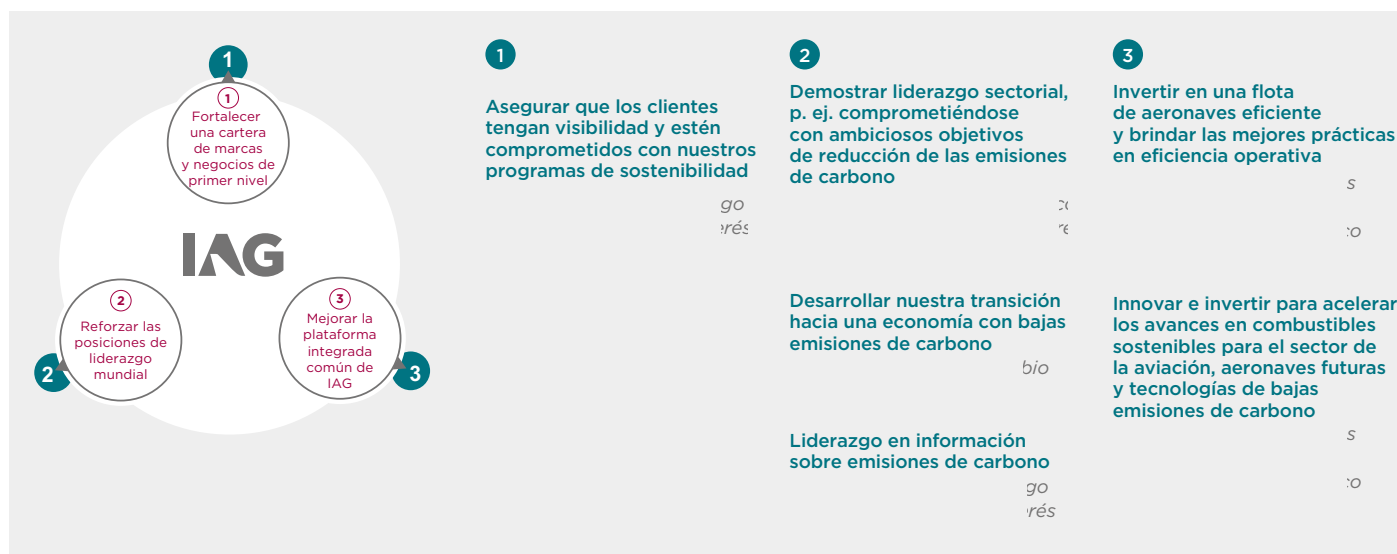 1
1
Fortalecer
una cartera
de marcas
y negocios de
primer nivel
IAG
2
Reforzar las
posiciones de
liderazgo
mundial
2
3
Mejorar la
plataforma
integrada
común de
IAG
3
1
Asegurar que los clientes
tengan visibilidad y estén
comprometidos con nuestros
programas de sostenibilidad
2
Demostrar liderazgo sectorial,
p. ej. comprometiéndose
con ambiciosos objetivos
de reducción de las emisiones
de carbono
Desarrollar nuestra transición
hacia una economía con bajas
emisiones de carbono
Liderazgo en información
sobre emisiones de carbono
3
Invertir en una flota
de aeronaves eficiente
y brindar las mejores prácticas
en eficiencia operativa
Innovar e invertir para acelerar
los avances en combustibles
sostenibles para el sector de
la aviación, aeronaves futuras
y tecnologías de bajas
emisiones de carbono